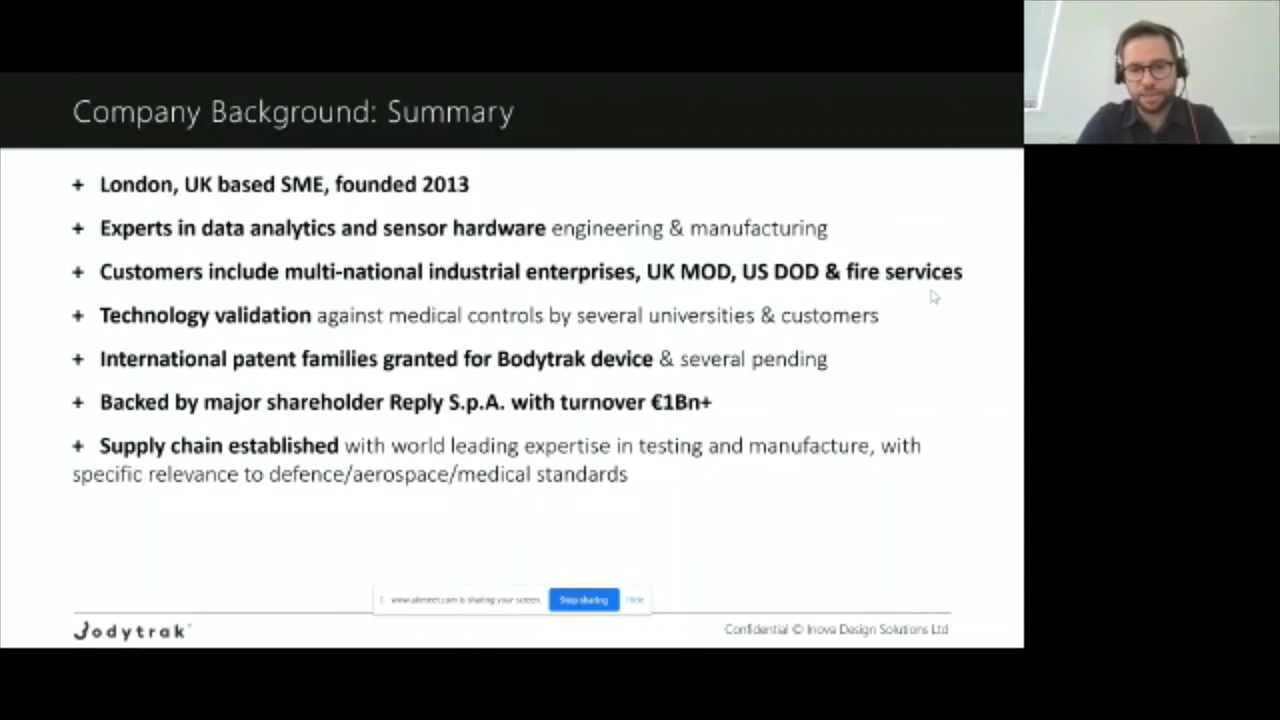 Company Background: Summary
+ London, UK based SME, founded 2013
+ Experts in data analytics and sensor hardware engineering & manufacturing
+ Customers include multi-national industrial enterprises, UK MOD, US DOD & fire services
+ Technology validation against medical controls by several universities & customers
+ International patent families granted for Bodytrak device & several pending
+ Backed by major shareholder Reply S.p.A. with turnover €1Bn+
+ Supply chain established with world leading expertise in testing and manufacture, with
specific relevance to defence/aerospace/medical standards
is sharing your screen. Stop sharing Hide
Bodytrak
Confidential © Inova Design Solutions Ltd